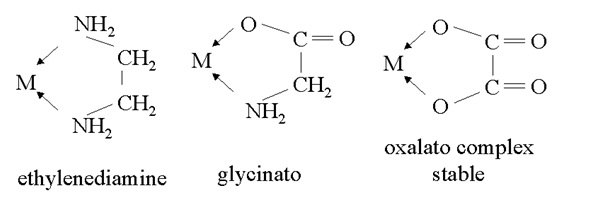 NH₂
CH₂
M
CH₂
NH₂
ethylenediamine
O
C=O
M
CH₂
NH₂
glycinato
O
C=O
M
C=O
O
oxalato complex
stable